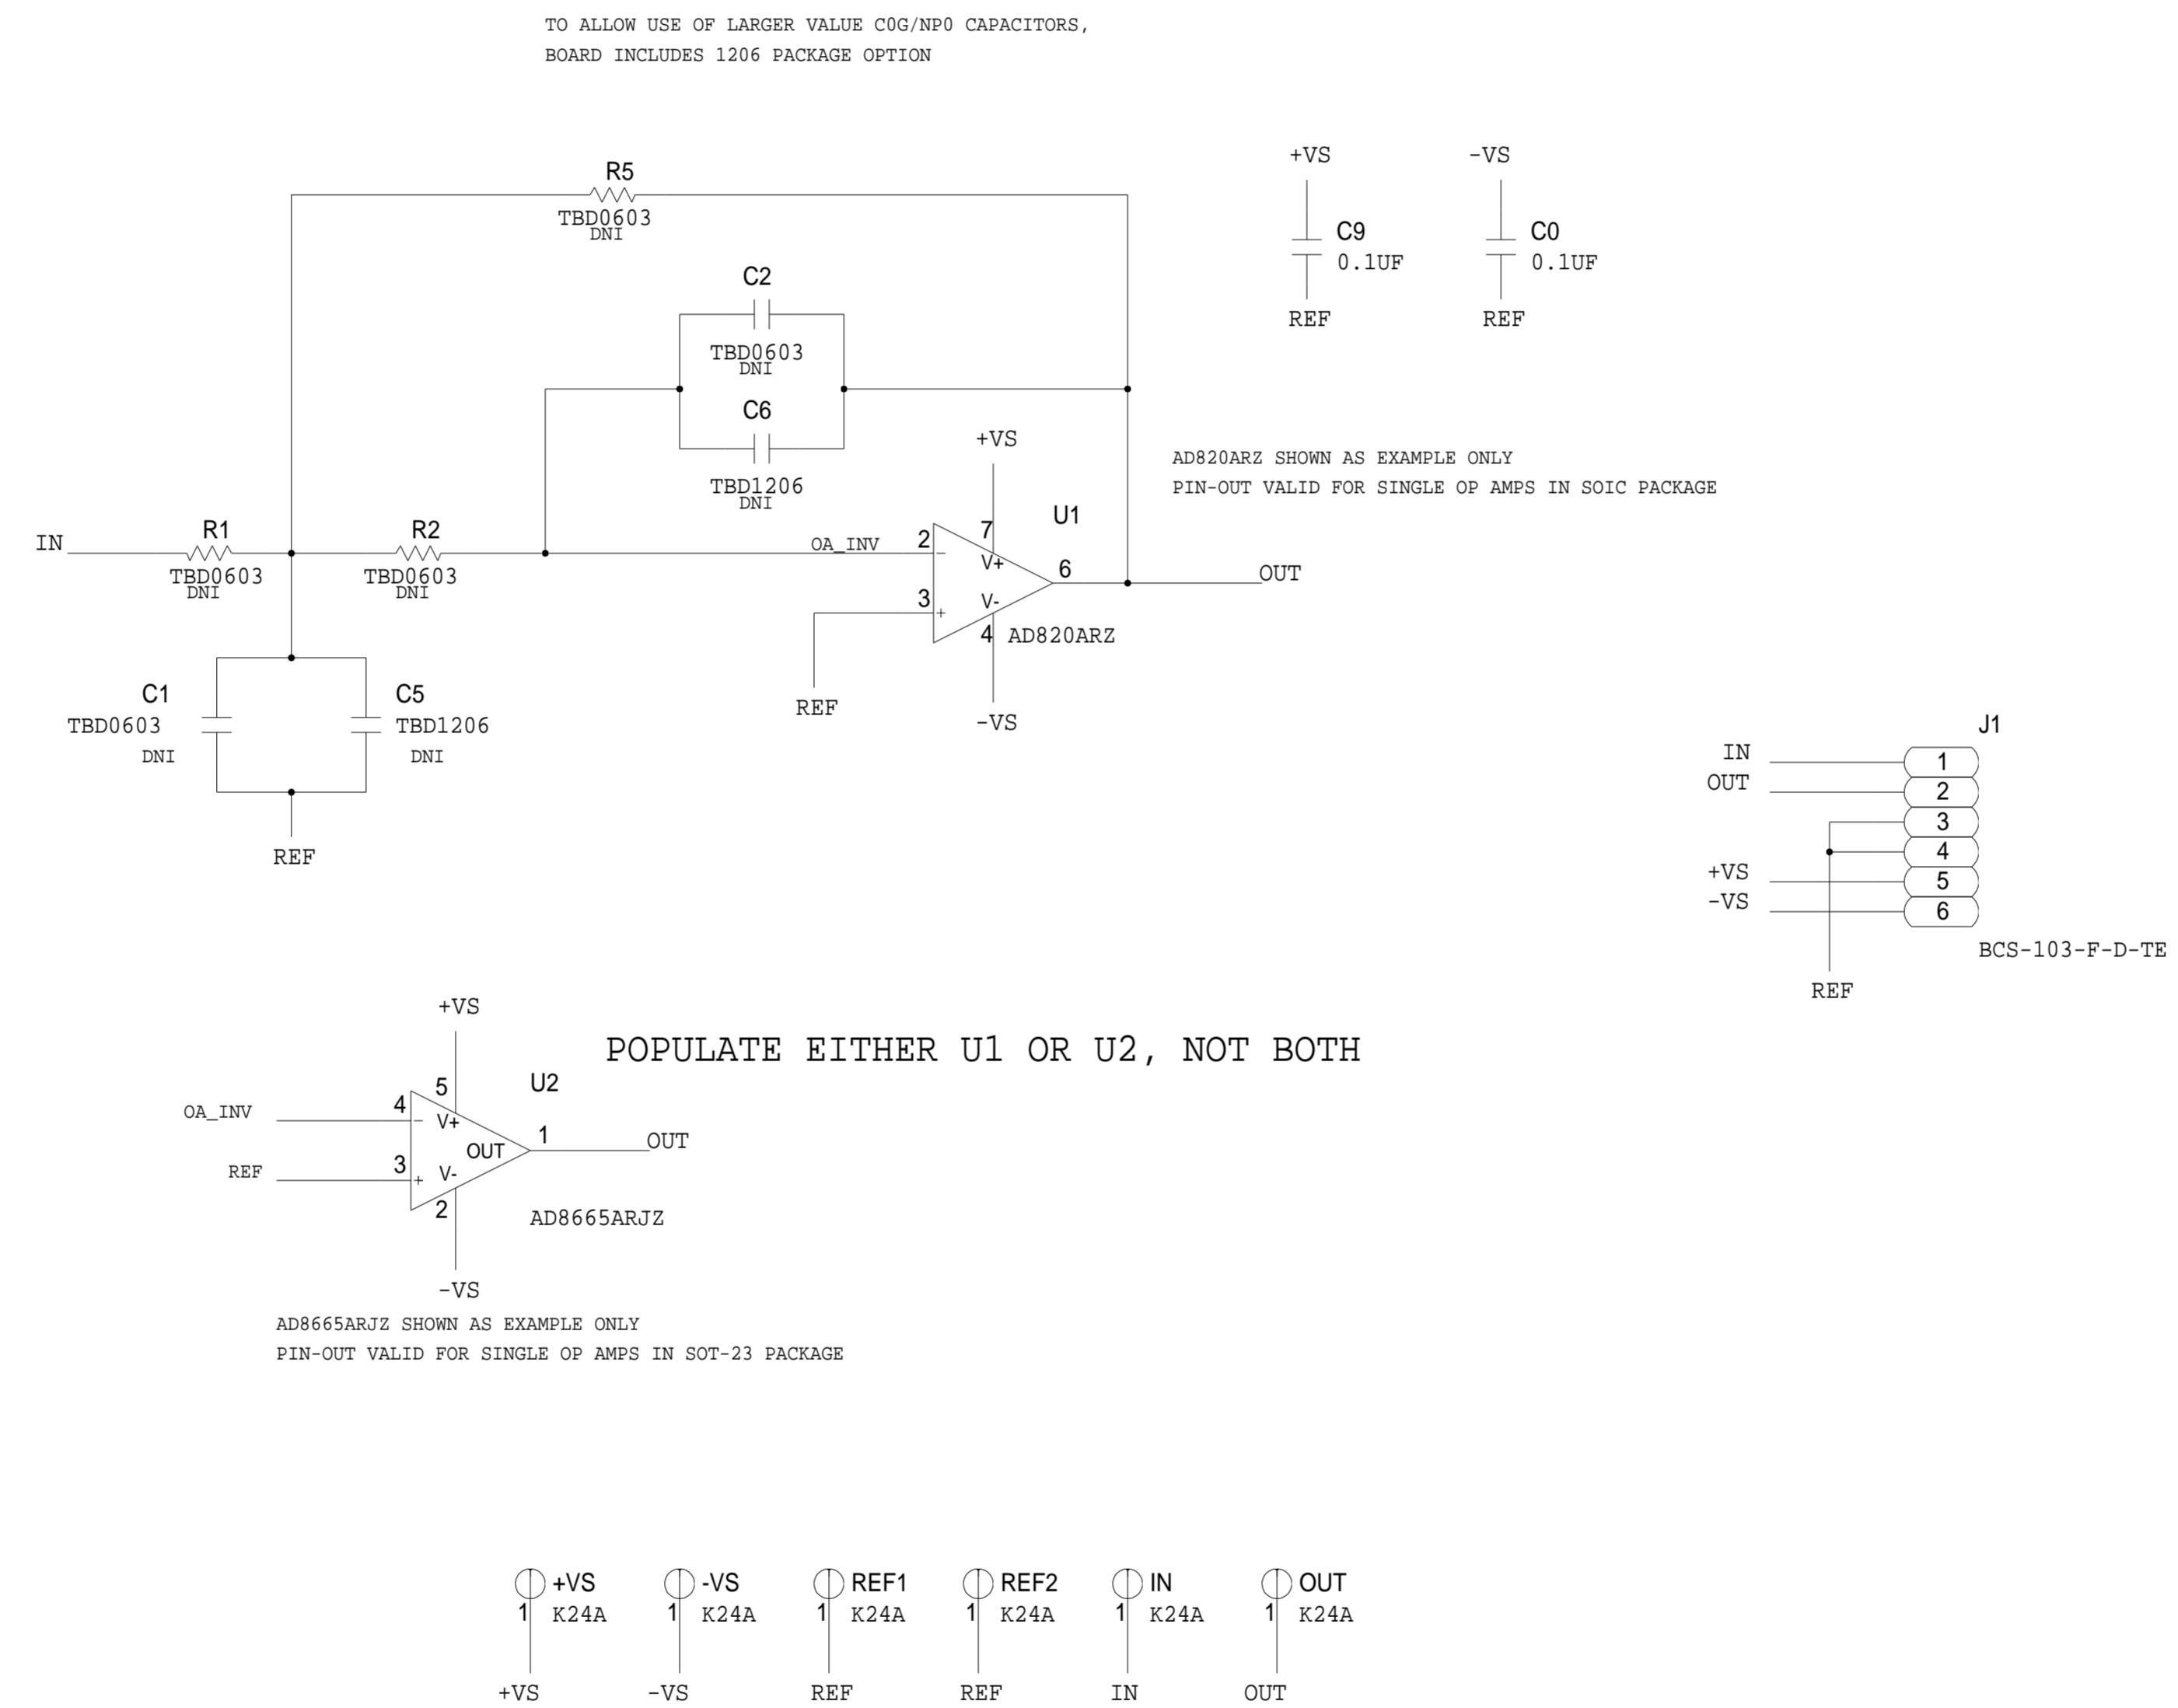 TO ALLOW USE OF LARGER VALUE C0G/NP0 CAPACITORS,
BOARD INCLUDES 1206 PACKAGE OPTION
R5
TBD0603
DNI
+VS
C9
0.1UF
REF
-VS
C0
0.1UF
REF
C2
TBD0603
DNI
C6
TBD1206
DNI
AD820ARZ SHOWN AS EXAMPLE ONLY
PIN-OUT VALID FOR SINGLE OP AMPS IN SOIC PACKAGE
IN
R1
TBD0603
DNI
R2
TBD0603
DNI
OA_INV
+VS
U1
2
-
7
V+
6
OUT
3
+
V-
4
AD820ARZ
REF
-VS
C1
TBD0603
DNI
C5
TBD1206
DNI
REF
J1
IN
1
OUT
2
3
4
+VS
5
-VS
6
BCS-103-F-D-TE
REF
POPULATE EITHER U1 OR U2, NOT BOTH
+VS
U2
OA_INV
4
-
5
V+
OUT
1
OUT
REF
3
+
V-
2
AD8665ARJZ
-VS
AD8665ARJZ SHOWN AS EXAMPLE ONLY
PIN-OUT VALID FOR SINGLE OP AMPS IN SOT-23 PACKAGE
+VS
1
K24A
+VS
-VS
1
K24A
-VS
REF1
1
K24A
REF
REF2
1
K24A
REF
IN
1
K24A
IN
OUT
1
K24A
OUT